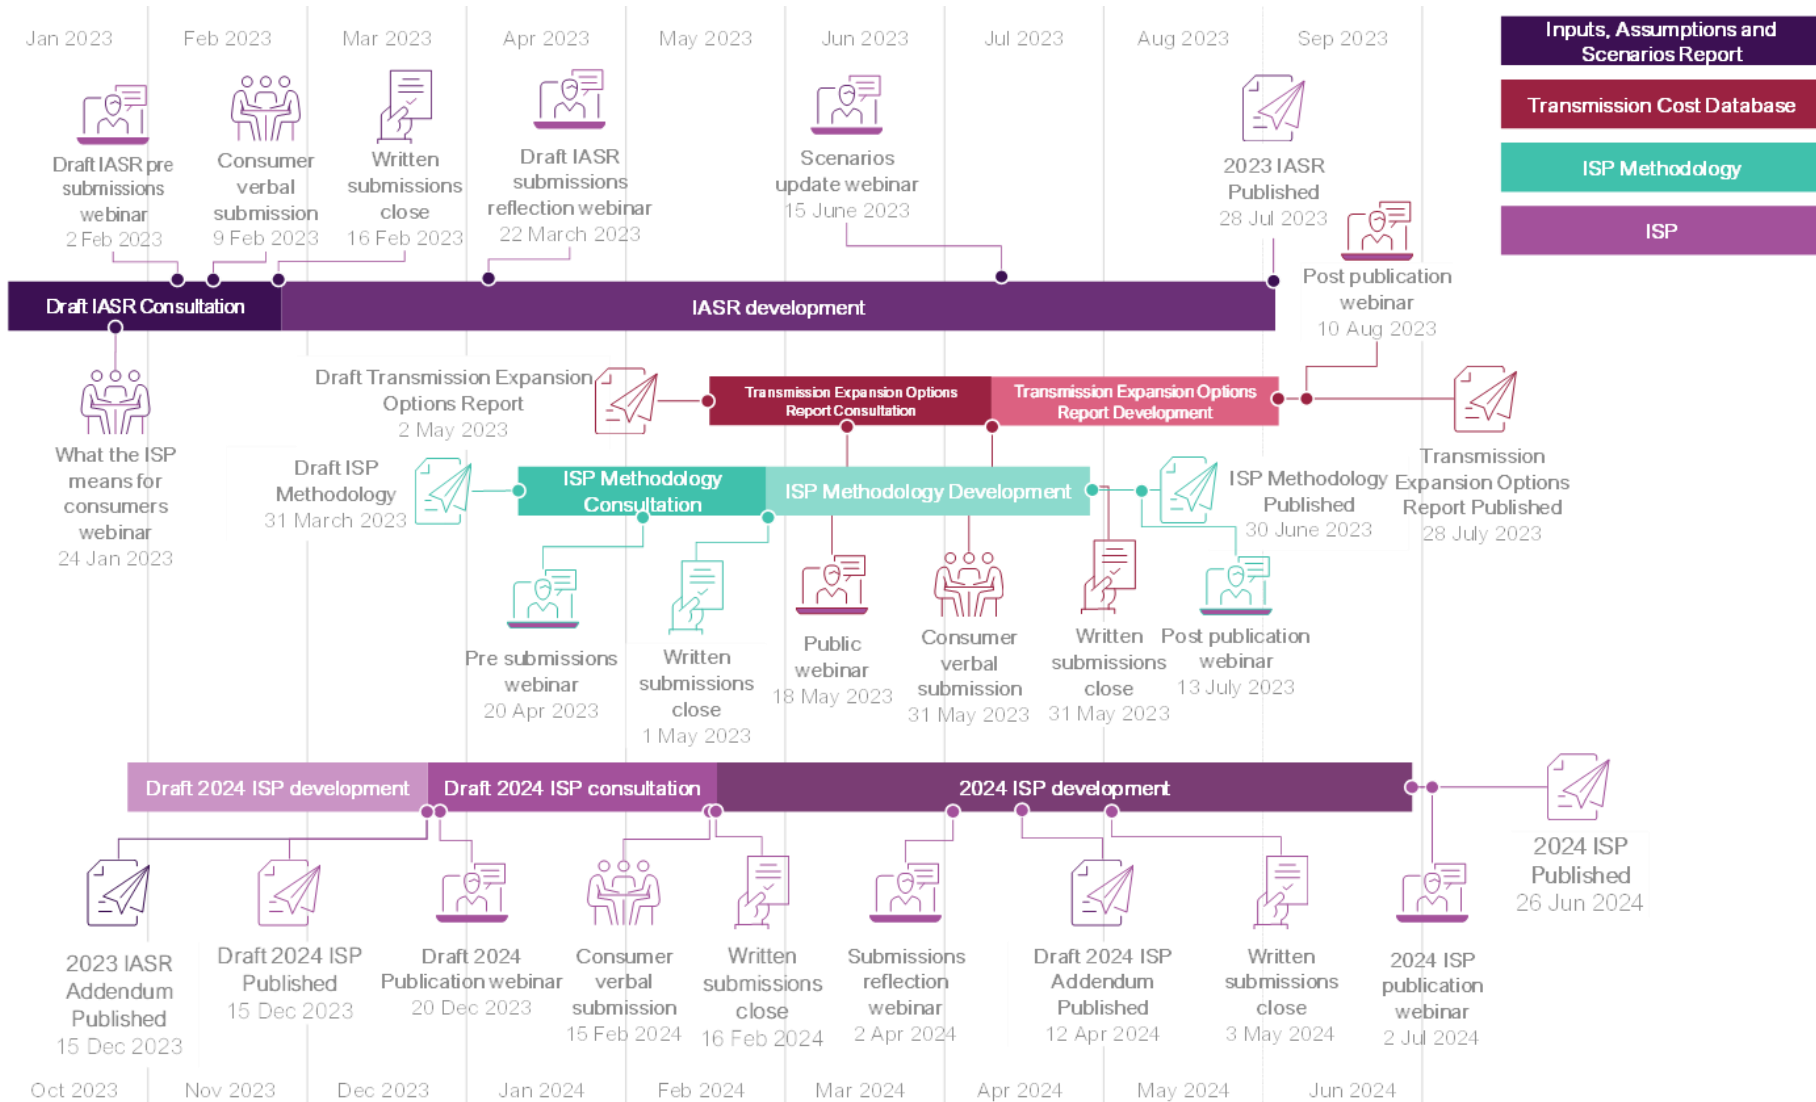 Jan 2023
Feb 2023
Mar 2023
Apr 2023
May 2023
Jun 2023
Jul 2023
Aug 2023
Sep 2023
Inputs, Assumptions and
Scenarios Report
Transmission Cost Database
ISP Methodology
ISP
Draft IASR pre
submissions
webinar
2 Feb 2023
Consumer
verbal
submission
9 Feb 2023
Written
submissions
close
16 Feb 2023
Draft IASR
submissions
reflection webinar
22 March 2023
Scenarios
update webinar
15 June 2023
2023 IASR
Published
28 Jul 2023
Post publication
webinar
10 Aug 2023
Draft IASR Consultation
IASR development
What the ISP
means for
consumers
webinar
24 Jan 2023
Draft Transmission Expansion
Options Report
2 May 2023
Transmission Expansion Options
Report Consultation
Transmission Expansion Options
Report Development
Transmission
Expansion Options
Report Published
28 July 2023
Draft ISP
Methodology
31 March 2023
ISP Methodology
Consultation
ISP Methodology Development
ISP Methodology
Published
30 June 2023
Pre submissions
webinar
20 Apr 2023
Written
submissions
close
1 May 2023
Public
webinar
18 May 2023
Consumer
verbal
submission
31 May 2023
Written
submissions
close
31 May 2023
Post publication
webinar
13 July 2023
Draft 2024 ISP development
Draft 2024 ISP consultation
2024 ISP development
2024 ISP
Published
26 Jun 2024
2023 IASR
Addendum
Published
15 Dec 2023
Draft 2024 ISP
Published
15 Dec 2023
Draft 2024
Publication webinar
20 Dec 2023
Consumer
verbal
submission
15 Feb 2024
Written
submissions
close
16 Feb 2024
Submissions
reflection
webinar
2 Apr 2024
Draft 2024 ISP
Addendum
Published
12 Apr 2024
Written
submissions
close
3 May 2024
2024 ISP
publication
webinar
2 Jul 2024
Oct 2023
Nov 2023
Dec 2023
Jan 2024
Feb 2024
Mar 2024
Apr 2024
May 2024
Jun 2024